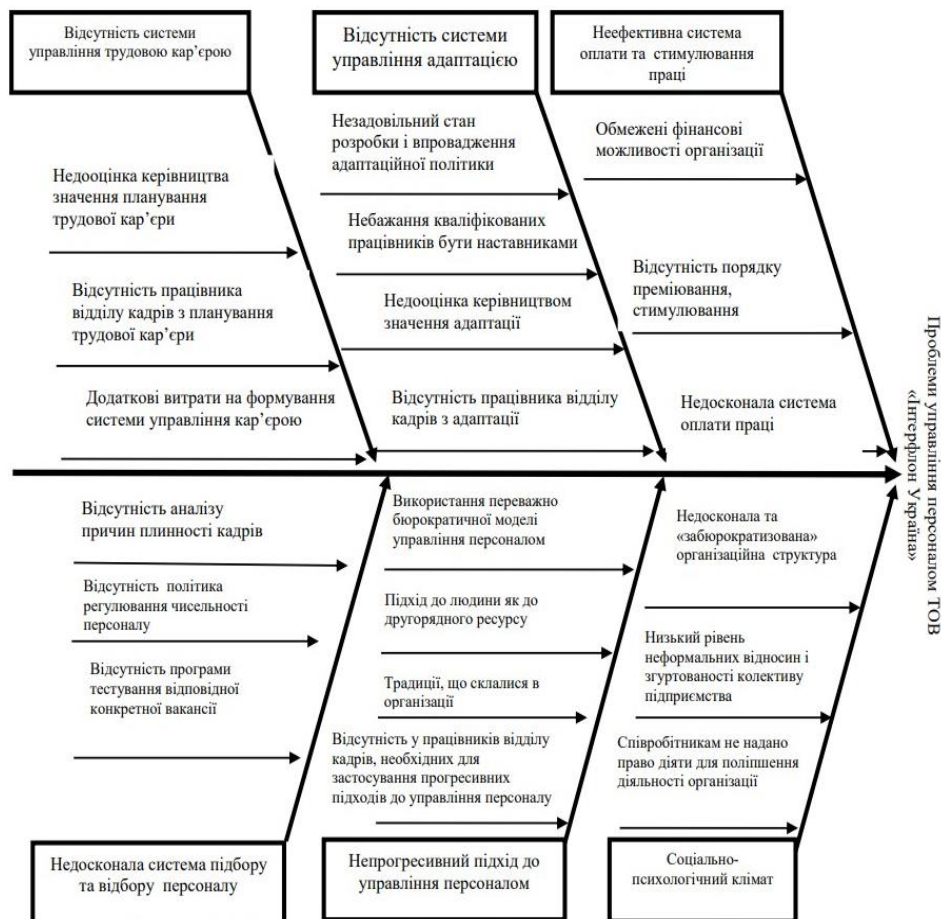 Відсутність системи
управління трудовою кар’єрою
Відсутність системи
управління адаптацією
Неефективна система
оплати та стимулювання
праці
Недооцінка керівництва
значення планування
трудової кар’єри
Відсутність працівника
відділу кадрів з планування
трудової кар’єри
Додаткові витрати на формування
системи управління кар’єрою
Незадовільний стан
розробки і впровадження
адаптаційної політики
Небажання кваліфікованих
працівників бути наставниками
Недооцінка керівництвом
значення адаптації
Відсутність працівника відділу
кадрів з адаптації
Обмежені фінансові
можливості організації
Відсутність порядку
преміювання,
стимулювання
Недосконала система
оплати праці
Проблеми управління персоналом ТОВ
«Інтерфлон Україна»
Відсутність аналізу
причин плинності кадрів
Відсутність політика
регулювання чисельності
персоналу
Відсутність програми
тестування відповідної
конкретної вакансії
Використання переважно
бюрократичної моделі
управління персоналом
Підхід до людини як до
другорядного ресурсу
Традиції, що склалися в
організації
Відсутність у працівників відділу
кадрів, необхідних для
застосування прогресивних
підходів до управління персоналу
Недосконала та
«забюрократизована»
організаційна структура
Низький рівень
неформальних відносин і
згуртованості колективу
підприємства
Співробітникам не надано
право діяти для поліпшення
діяльності організації
Недосконала система підбору
та відбору персоналу
Непрогресивний підхід до
управління персоналом
Соціально-
психологічний клімат